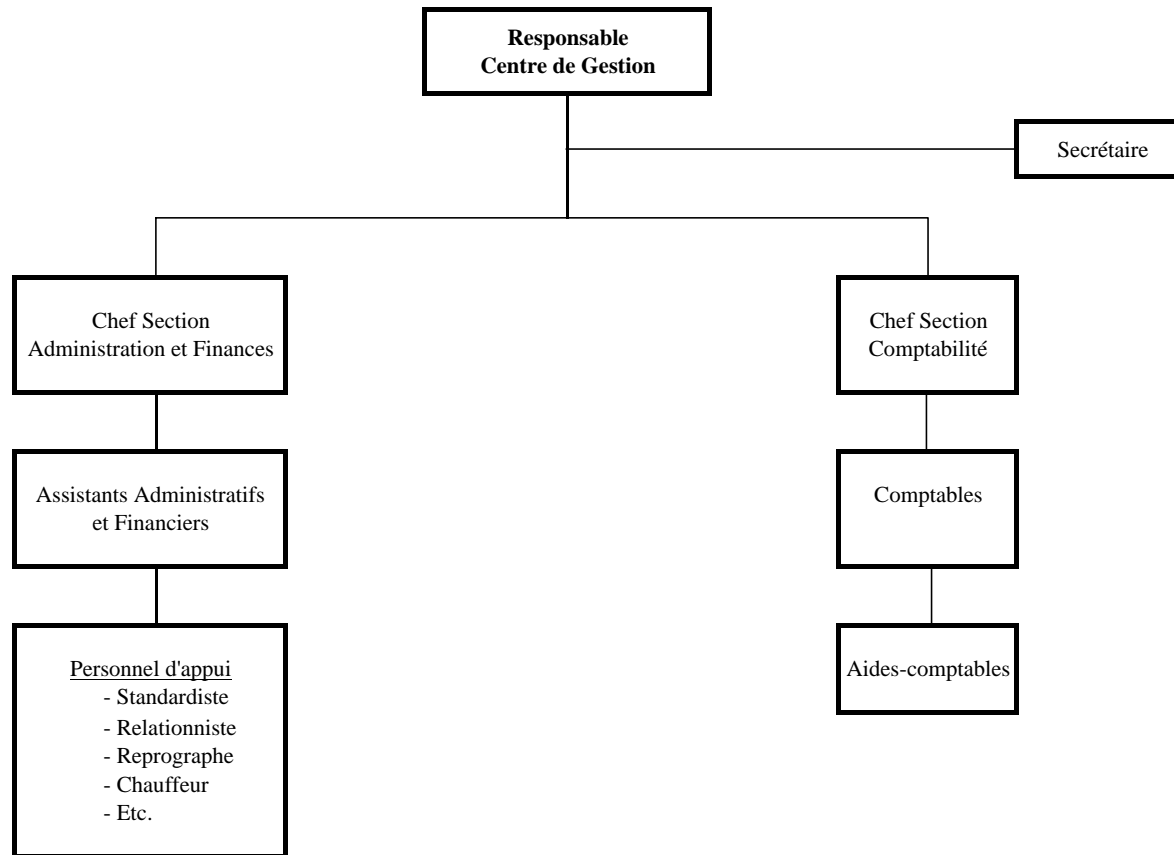 Responsable
Centre de Gestion
Secrétaire
Chef Section
Administration et Finances
Chef Section
Comptabilité
Assistants Administratifs
et Financiers
Comptables
Personnel d'appui
- Standardiste
- Relationniste
- Reprographe
- Chauffeur
- Etc.
Aides-comptables